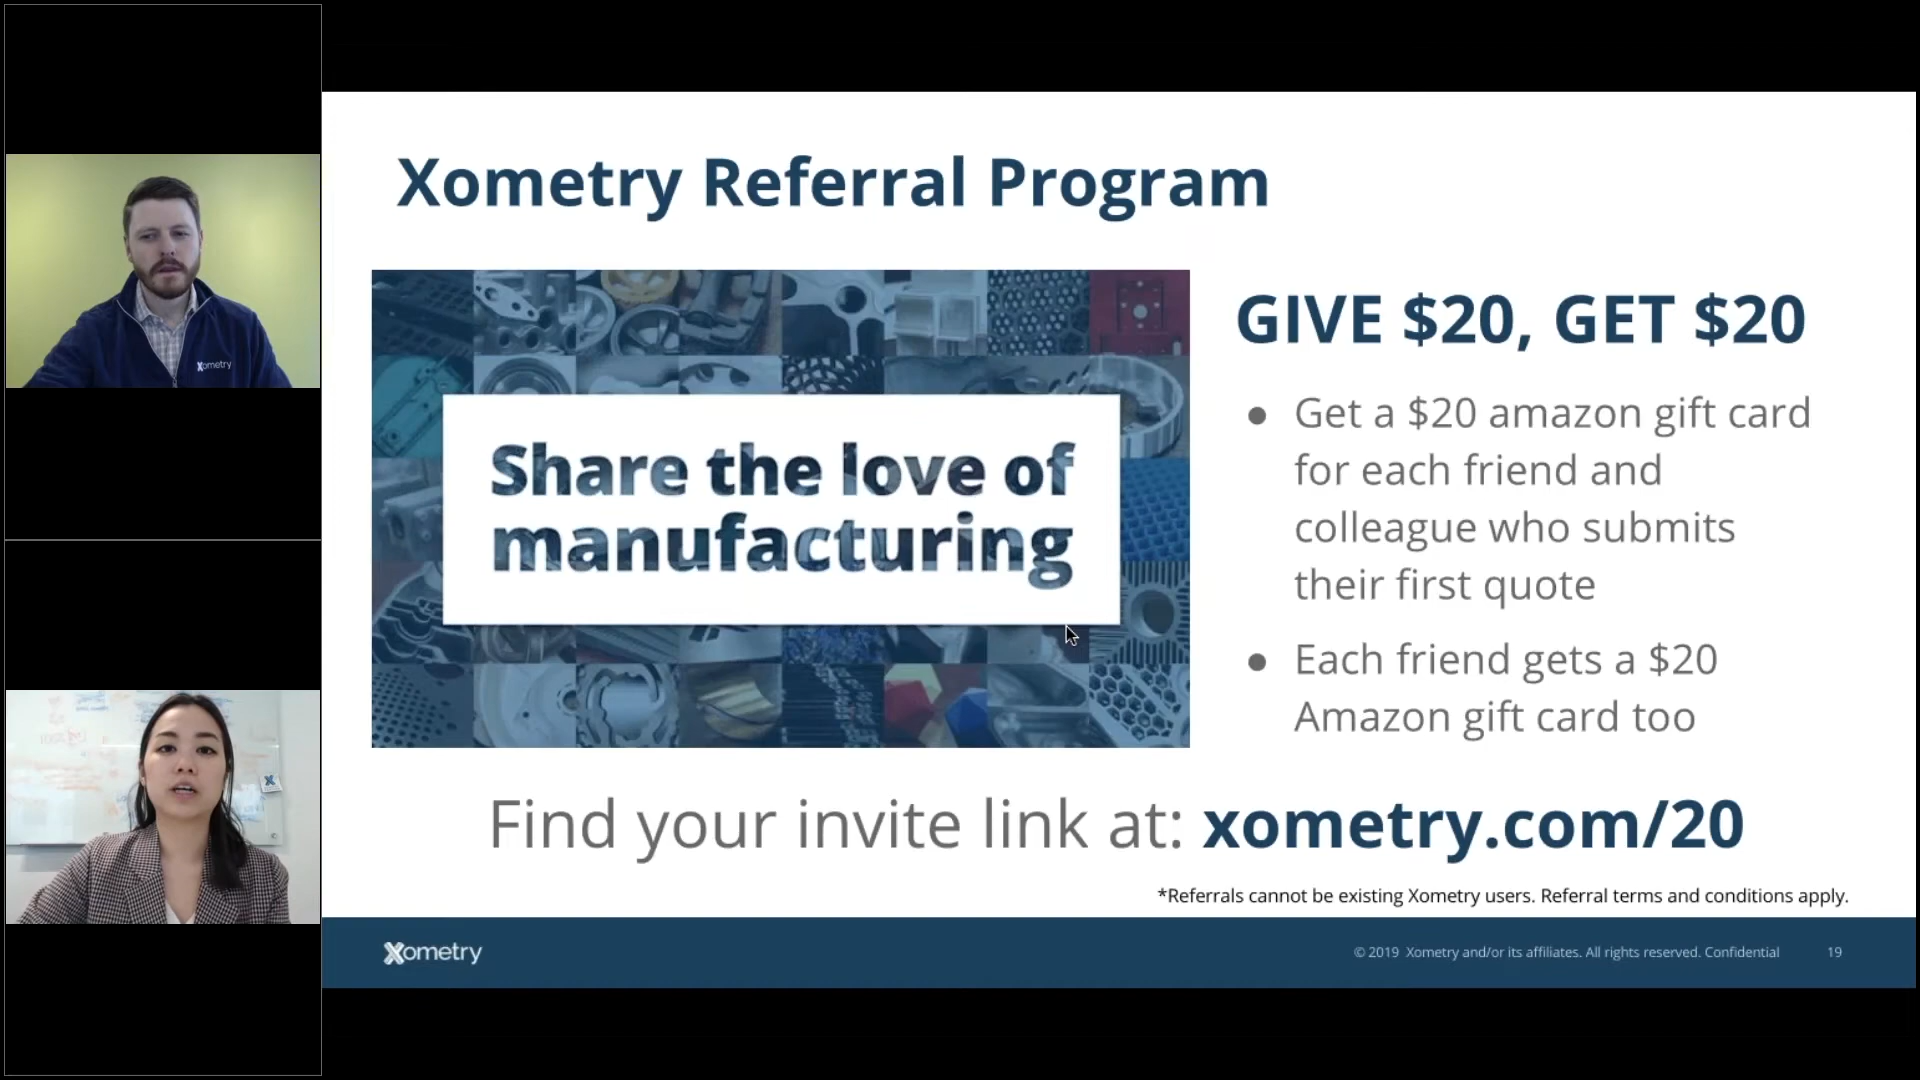 Xometry Referral Program
Share the love of
manufacturing
GIVE $20, GET $20
● Get a $20 amazon gift card
for each friend and
colleague who submits
their first quote
● Each friend gets a $20
Amazon gift card too
Find your invite link at: xometry.com/20
*Referrals cannot be existing Xometry users. Referral terms and conditions apply.
Xometry
© 2019 Xometry and/or its affiliates. All rights reserved. Confidential 19
Xometry
X